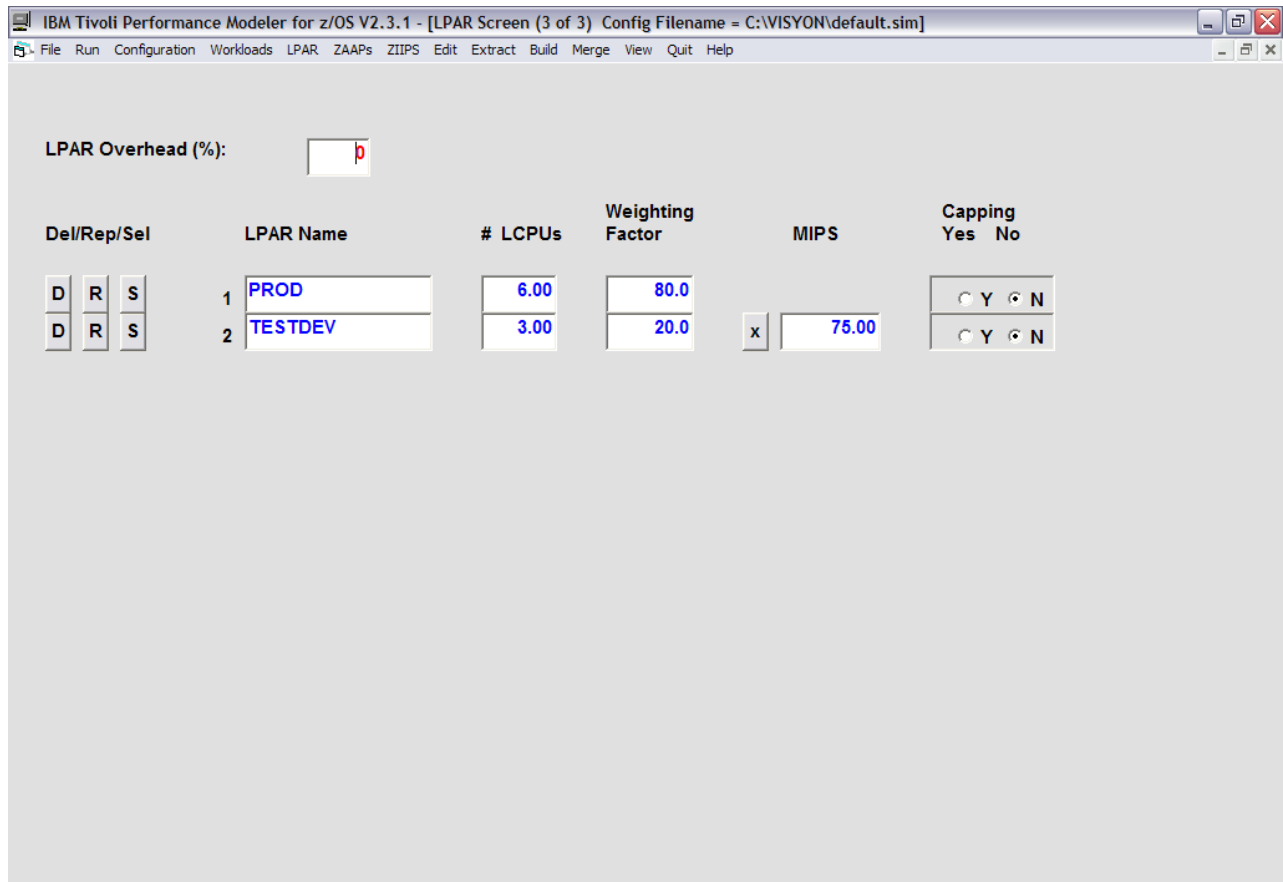 IBM Tivoli Performance Modeler for z/OS V2.3.1 - [LPAR Screen (3 of 3)  Config Filename = C:\VISYON\default.sim]
File Run Configuration Workloads LPAR ZAAPs ZIIPS Edit Extract Build Merge View Quit Help
LPAR Overhead (%): 0
Weighting Capping
Del/Rep/Sel LPAR Name # LCPUs Factor MIPS Yes No
D R S 1 PROD 6.00 80.0 Y N
D R S 2 TESTDEV 3.00 20.0 x 75.00 Y N